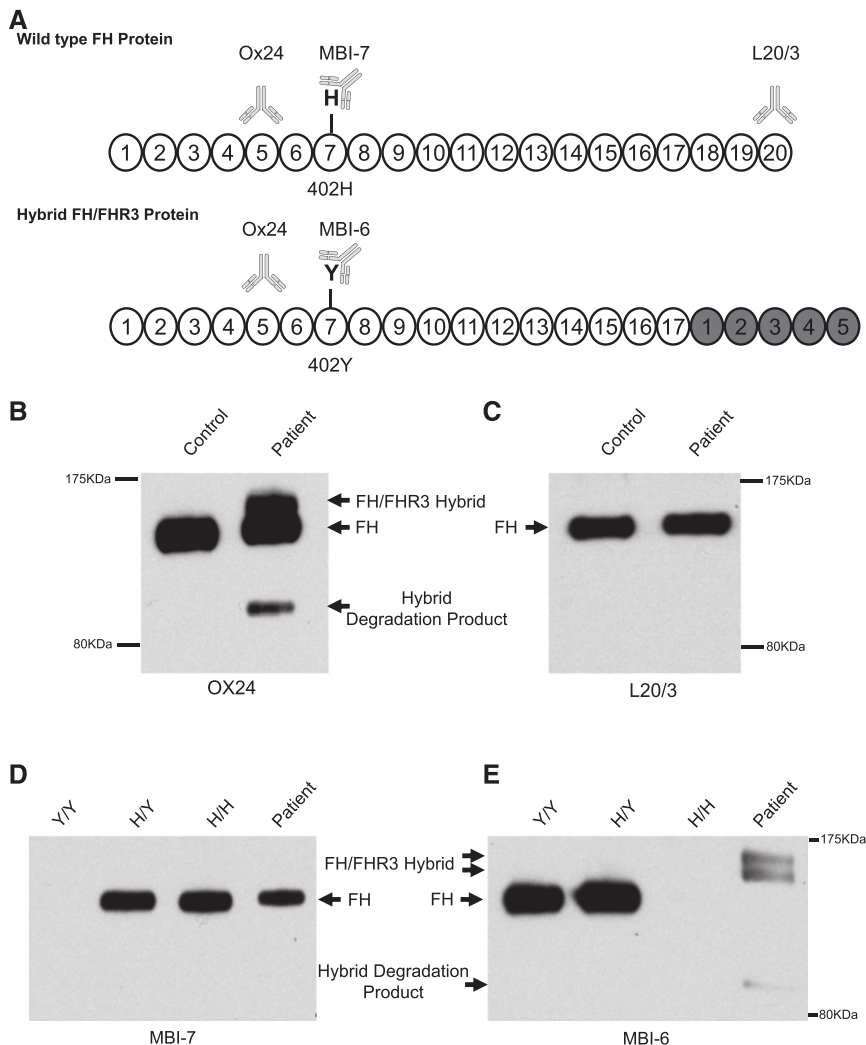 A
Wild type FH Protein
Ox24 MBI-7 L20/3
H
1 2 3 4 5 6 7 8 9 10 11 12 13 14 15 16 17 18 19 20
402H
Hybrid FH/FHR3 Protein
Ox24 MBI-6
Y
1 2 3 4 5 6 7 8 9 10 11 12 13 14 15 16 17 1 2 3 4 5
402Y
B
Control Patient
175KDa
FH/FHR3 Hybrid
FH
Hybrid
Degradation Product
80KDa
OX24
C
Control Patient
175KDa
FH
80KDa
L20/3
D
Y/Y H/Y H/H Patient
FH/FHR3 Hybrid
FH
Hybrid Degradation
Product
MBI-7
E
Y/Y H/Y H/H Patient
175KDa
FH
80KDa
MBI-6